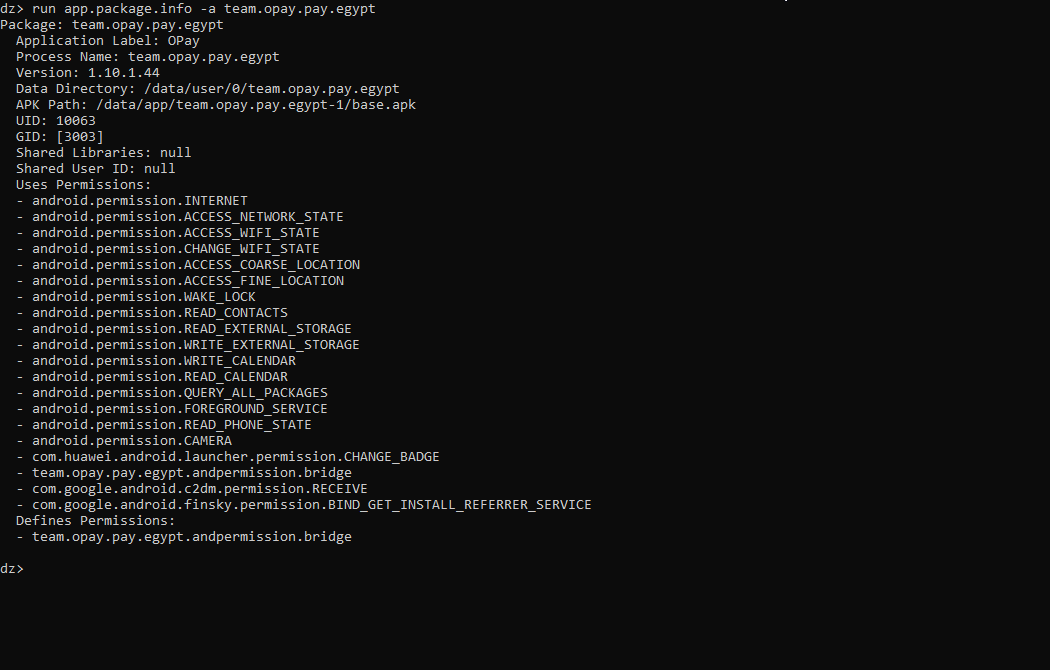 dz> run app.package.info -a team.opay.pay.egypt
Package: team.opay.pay.egypt
Application Label: OPay
Process Name: team.opay.pay.egypt
Version: 1.10.1.44
Data Directory: /data/user/0/team.opay.pay.egypt
APK Path: /data/app/team.opay.pay.egypt-1/base.apk
UID: 10063
GID: [3003]
Shared Libraries: null
Shared User ID: null
Uses Permissions:
- android.permission.INTERNET
- android.permission.ACCESS_NETWORK_STATE
- android.permission.ACCESS_WIFI_STATE
- android.permission.CHANGE_WIFI_STATE
- android.permission.ACCESS_COARSE_LOCATION
- android.permission.ACCESS_FINE_LOCATION
- android.permission.WAKE_LOCK
- android.permission.READ_CONTACTS
- android.permission.READ_EXTERNAL_STORAGE
- android.permission.WRITE_EXTERNAL_STORAGE
- android.permission.WRITE_CALENDAR
- android.permission.READ_CALENDAR
- android.permission.QUERY_ALL_PACKAGES
- android.permission.FOREGROUND_SERVICE
- android.permission.READ_PHONE_STATE
- android.permission.CAMERA
- com.huawei.android.launcher.permission.CHANGE_BADGE
- team.opay.pay.egypt.andpermission.bridge
- com.google.android.c2dm.permission.RECEIVE
- com.google.android.finsky.permission.BIND_GET_INSTALL_REFERRER_SERVICE
Defines Permissions:
- team.opay.pay.egypt.andpermission.bridge
dz>